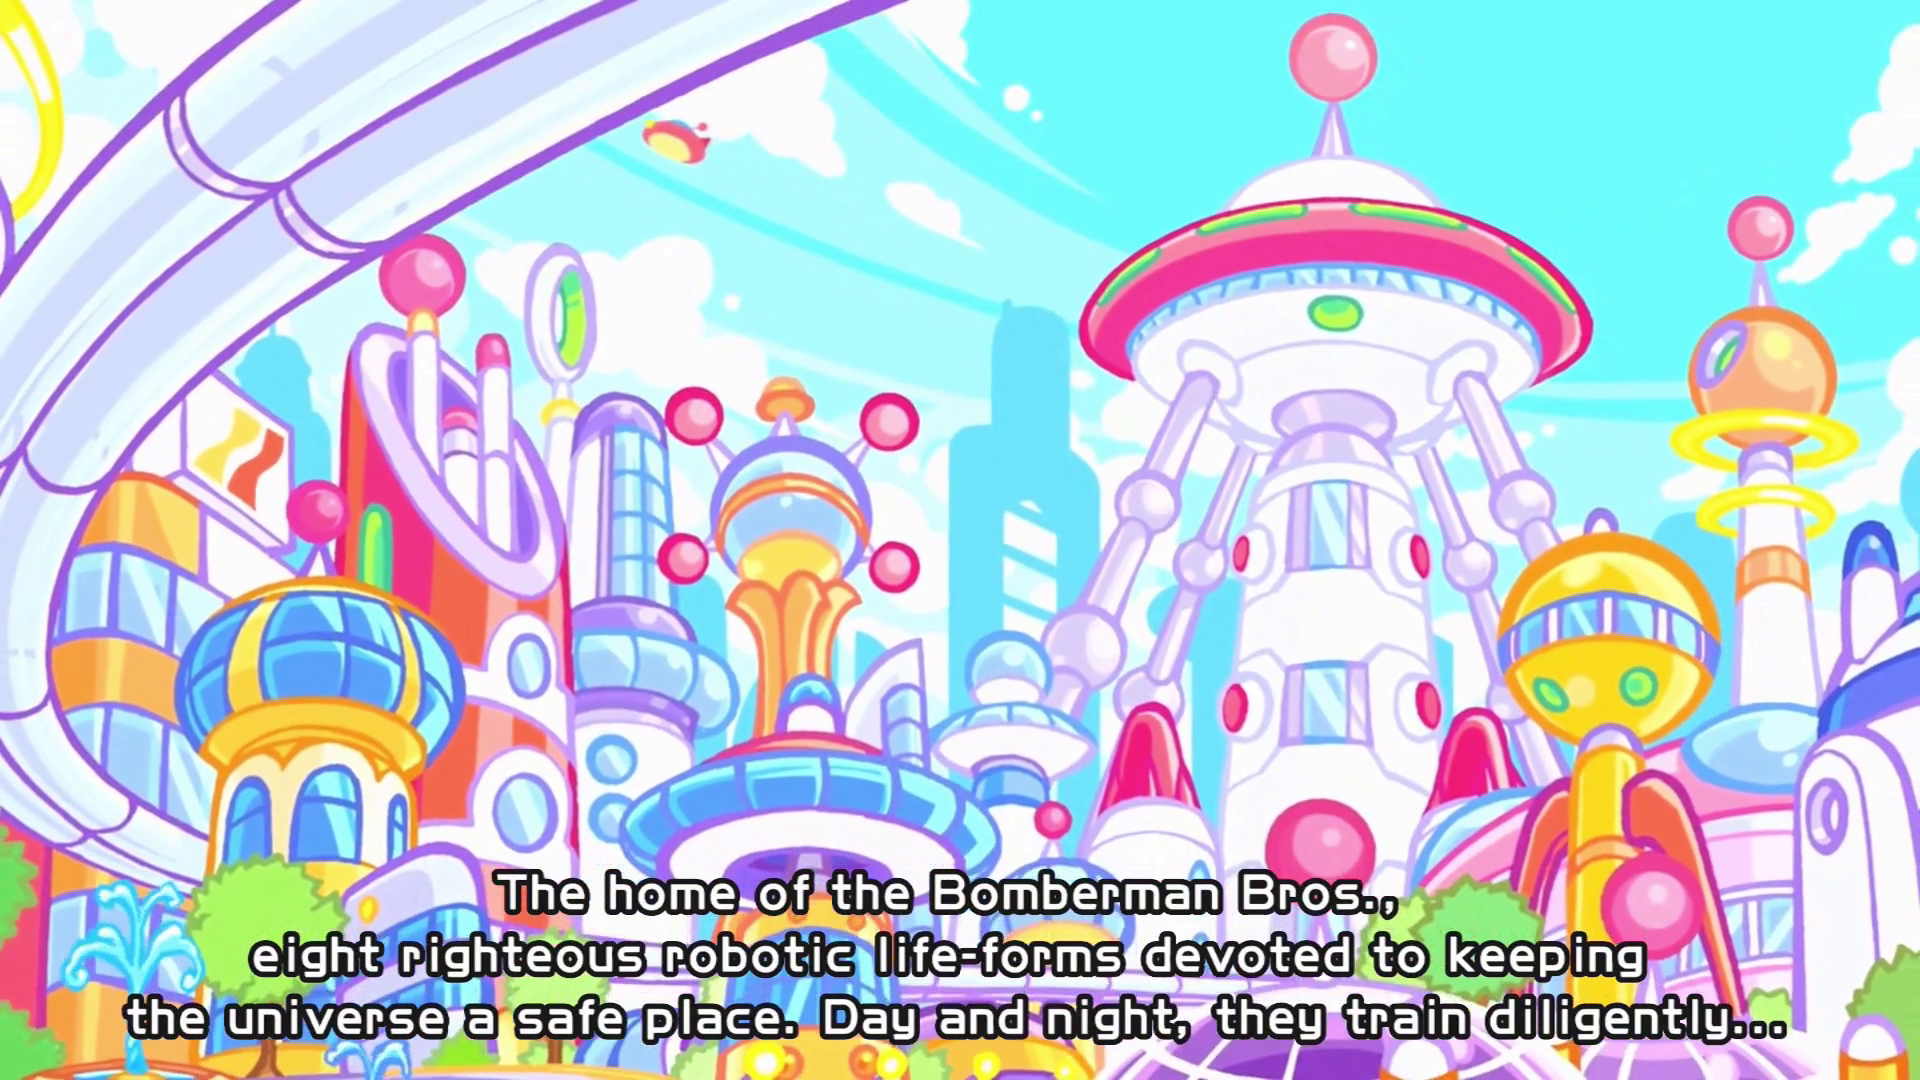 The home of the Bomberman Bros.,
eight righteous robotic life-forms devoted to keeping
the universe a safe place. Day and night, they train diligently...